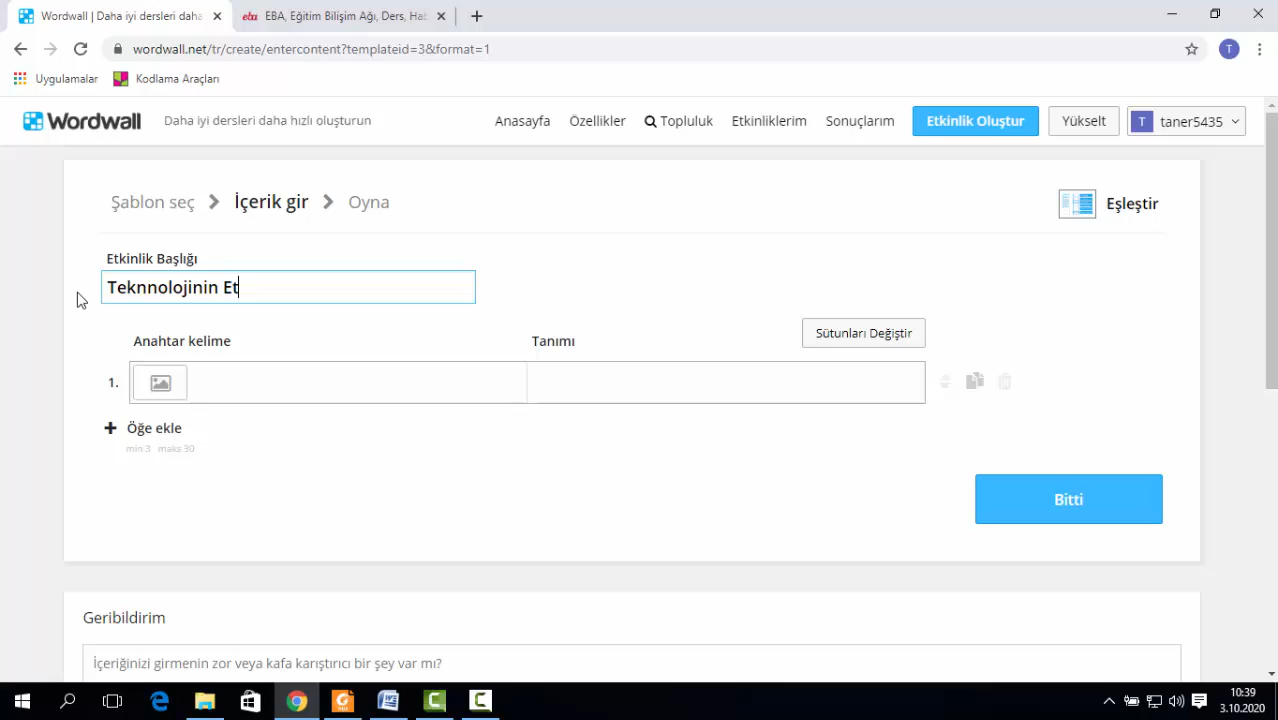 Wordwall | Daha iyi dersleri daha
EBA, Eğitim Bilişim Ağı, Ders, Hab
wordwall.net/tr/create/entercontent?templateid=3&format=1
T
Uygulamalar
Kodlama Araçları
Wordwall
Daha iyi dersleri daha hızlı oluşturun
Anasayfa
Özellikler
Topluluk
Etkinliklerim
Sonuçlarım
Etkinlik Oluştur
Yükselt
T taner5435
Şablon seç
İçerik gir
Oyna
Eşleştir
Etkinlik Başlığı
Teknnolojinin Et
Anahtar kelime
Tanımı
Sütunları Değiştir
1.
Öğe ekle
min 3 maks 30
Bitti
Geribildirim
İçeriğinizi girmenin zor veya kafa karıştırıcı bir şey var mı?
10:39
3.10.2020